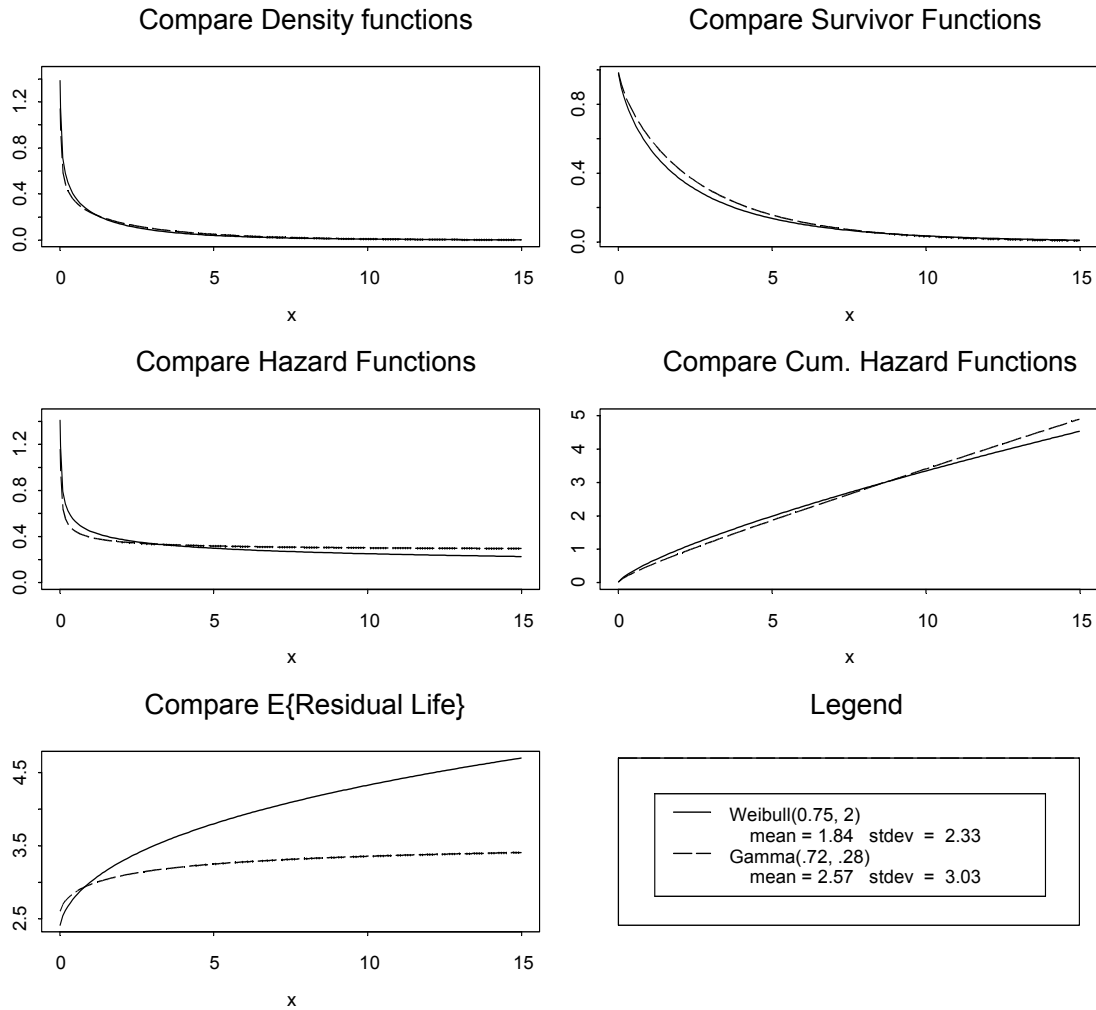 Compare Density functions
0.0 0.4 0.8 1.2
0 5 10 15
x
Compare Survivor Functions
0.0 0.4 0.8
0 5 10 15
x
Compare Hazard Functions
0.0 0.4 0.8 1.2
0 5 10 15
x
Compare Cum. Hazard Functions
0 1 2 3 4 5
0 5 10 15
x
Compare E{Residual Life}
2.5 3.5 4.5
0 5 10 15
x
Legend
Weibull(0.75, 2)
mean = 1.84 stdev = 2.33
Gamma(.72, .28)
mean = 2.57 stdev = 3.03